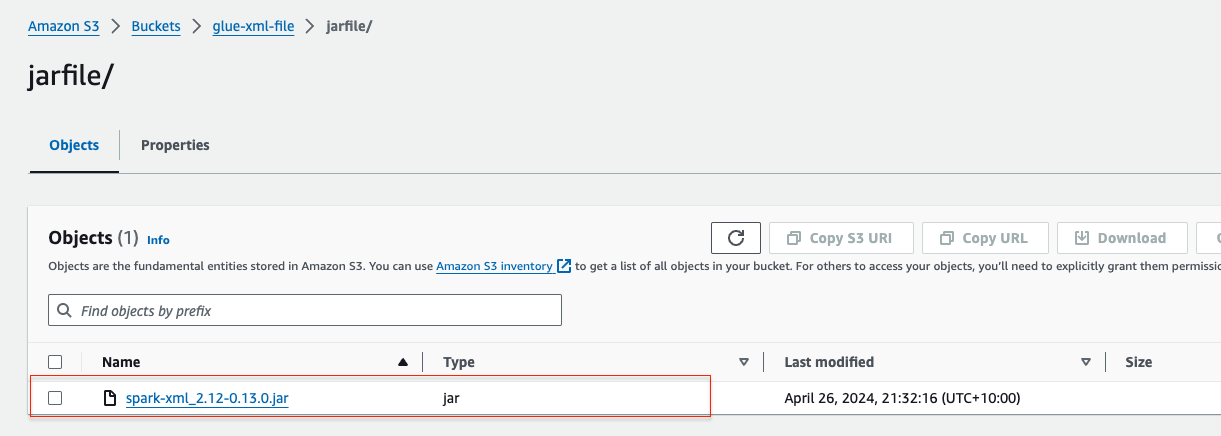 Amazon S3 > Buckets > glue-xml-file > jarfile/
jarfile/
Objects Properties
Objects (1) Info
Copy S3 URI Copy URL Download
Objects are the fundamental entities stored in Amazon S3. You can use Amazon S3 inventory to get a list of all objects in your bucket. For others to access your objects, you'll need to explicitly grant them
Find objects by prefix
Name Type Last modified Size
spark-xml_2.12-0.13.0.jar jar April 26, 2024, 21:32:16 (UTC+10:00)